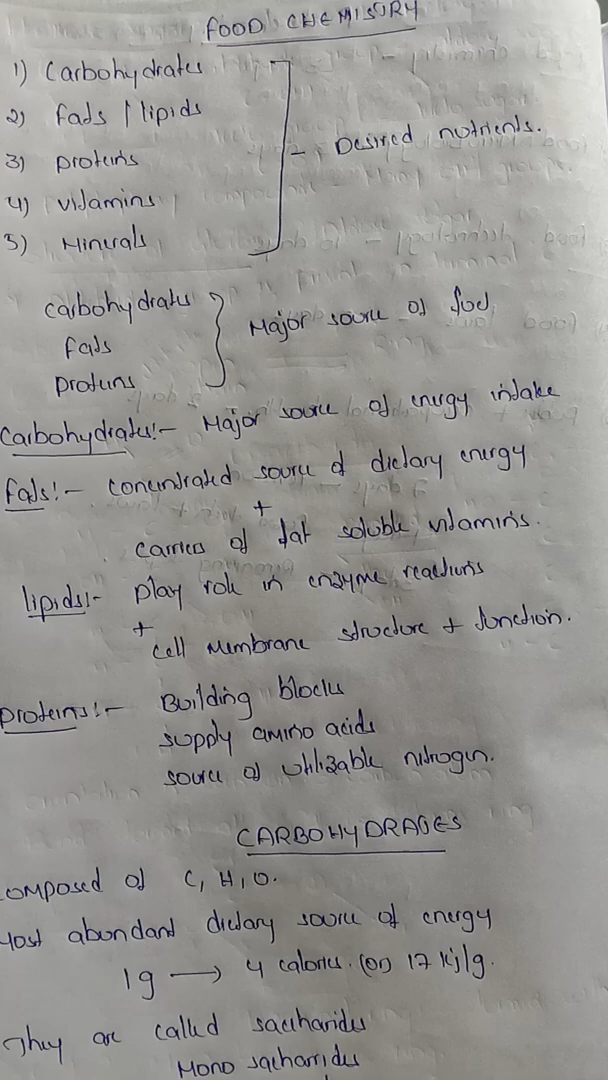 FOOD CHEMISTRY
1) Carbohydrates
2) Fats / lipids
3) proteins
4) vitamins
5) Minerals
- Desired nutrients.
carbohydrates
Fats
proteins
Major source of fuel
Carbohydrates:- Major source of energy intake
Fats:- concentrated source of dietary energy
+
carries of fat soluble vitamins.
lipids:- play role in enzyme reactions
+
cell membrane structure + function.
proteins:- Building blocks
supply amino acids
source of utilizable nitrogen.
CARBOHYDRATES
composed of C, H, O.
Most abundant dietary source of energy
1g → 4 calories. (or) 17 kj/g.
They are called saccharides
Mono sacharrides